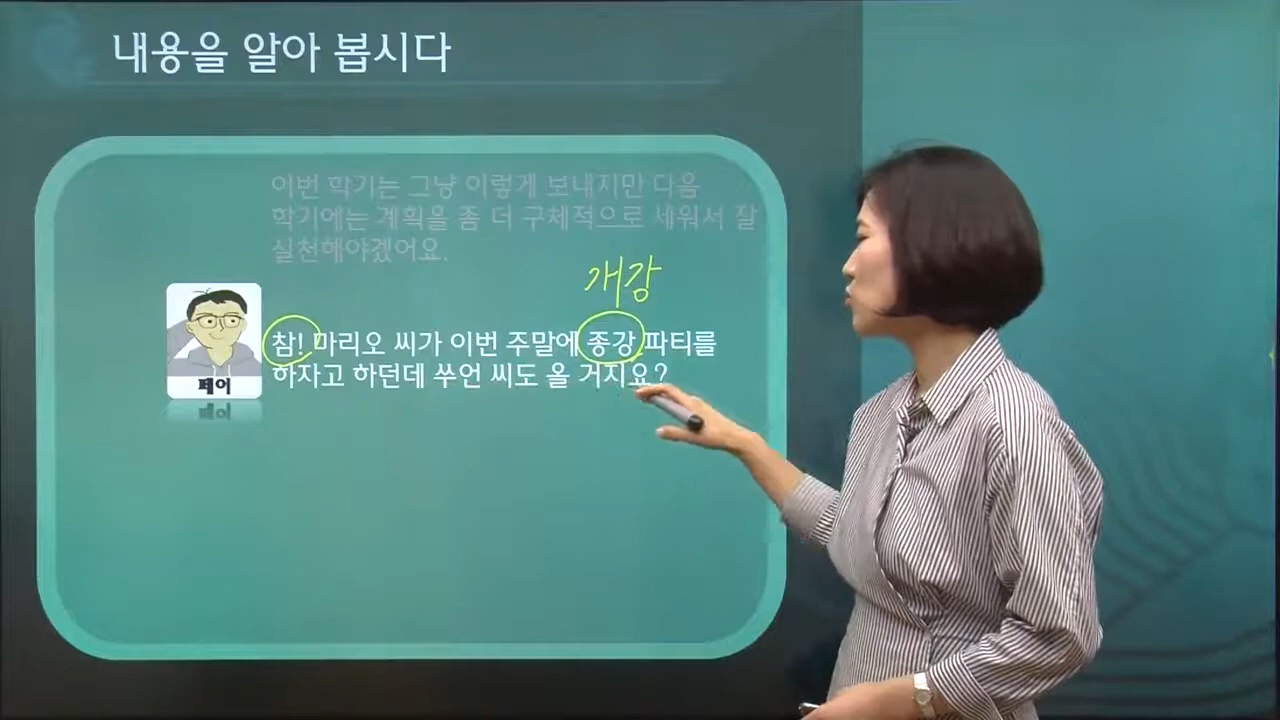 내용을 알아 봅시다
이번 학기는 그냥 이렇게 보내지만 다음
학기에는 계획을 좀 더 구체적으로 세워서 잘
실천해야겠어요.
개강
참! 마리오 씨가 이번 주말에 종강 파티를
하자고 하던데 쑤언 씨도 올 거지요?
페이